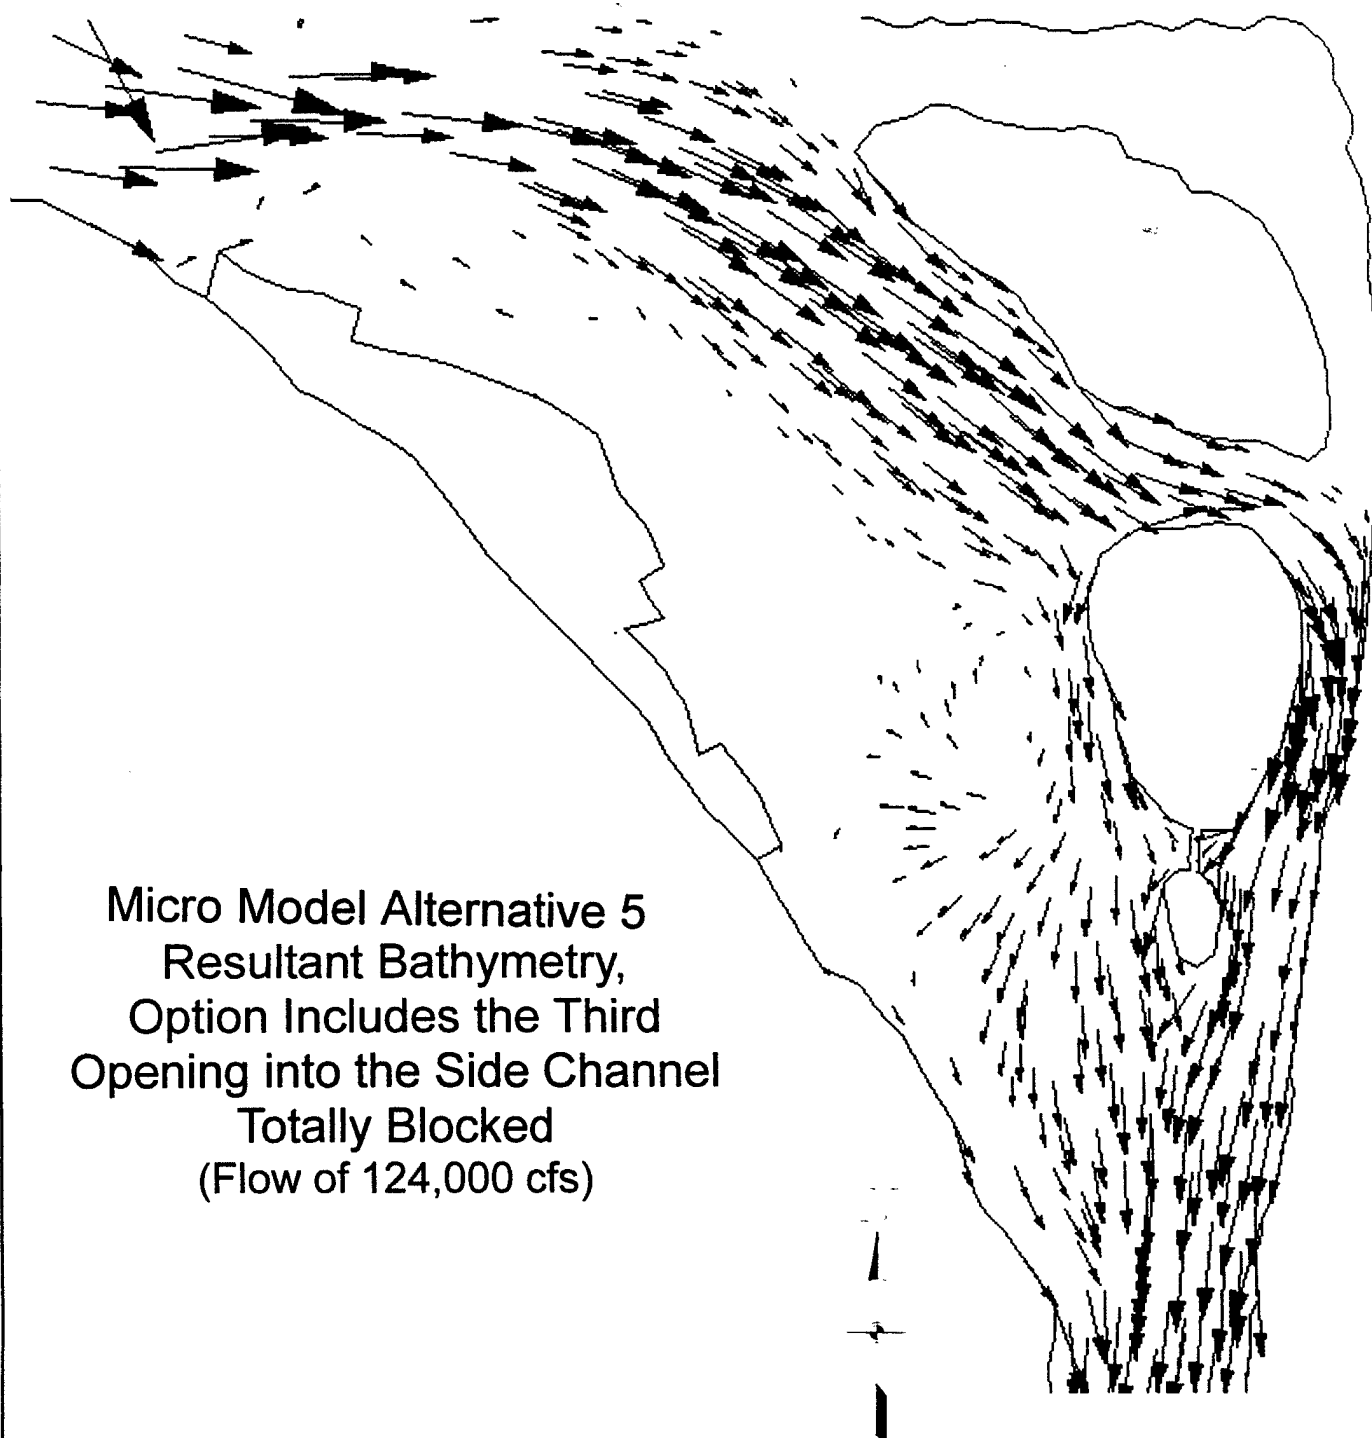 Micro Model Alternative 5
Resultant Bathymetry,
Option Includes the Third
Opening into the Side Channel
Totally Blocked
(Flow of 124,000 cfs)